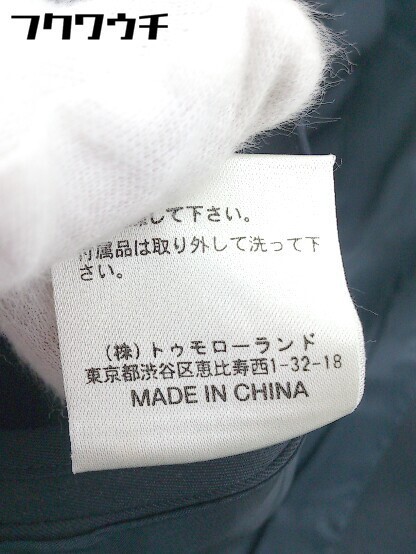 フクワウチ
して下さい。
付属品は取り外して洗って下
さい。
(株)トゥモローランド
東京都渋谷区恵比寿西1-32-18
MADE IN CHINA